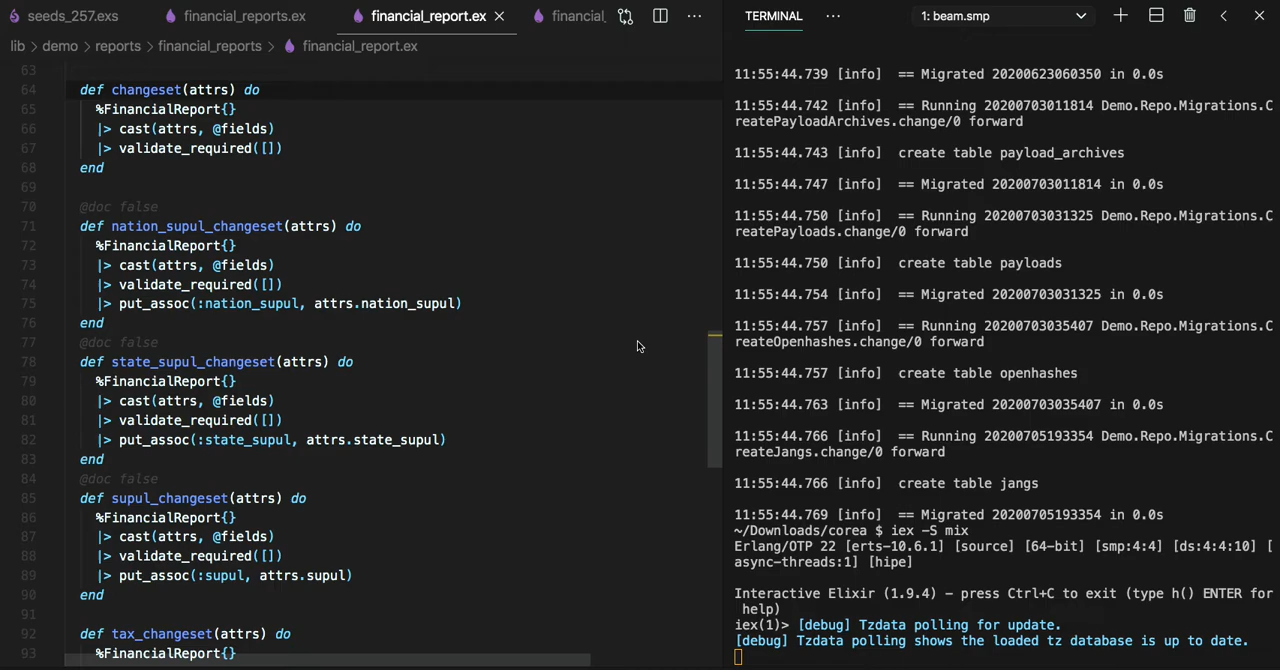 seeds_257.exs financial_reports.ex financial_report.ex × financial_ ···
lib > demo > reports > financial_reports > financial_report.ex
63
64 def changeset(attrs) do
65 %FinancialReport{}
66 |> cast(attrs, @fields)
67 |> validate_required([])
68 end
69
70 @doc false
71 def nation_supul_changeset(attrs) do
72 %FinancialReport{}
73 |> cast(attrs, @fields)
74 |> validate_required([])
75 |> put_assoc(:nation_supul, attrs.nation_supul)
76 end
77 @doc false
78 def state_supul_changeset(attrs) do
79 %FinancialReport{}
80 |> cast(attrs, @fields)
81 |> validate_required([])
82 |> put_assoc(:state_supul, attrs.state_supul)
83 end
84 @doc false
85 def supul_changeset(attrs) do
86 %FinancialReport{}
87 |> cast(attrs, @fields)
88 |> validate_required([])
89 |> put_assoc(:supul, attrs.supul)
90 end
91
92 def tax_changeset(attrs) do
93 %FinancialReport{}
TERMINAL ··· 1: beam.smp
11:55:44.739 [info] == Migrated 20200623060350 in 0.0s
11:55:44.742 [info] == Running 20200703011814 Demo.Repo.Migrations.C
reatePayloadArchives.change/0 forward
11:55:44.743 [info] create table payload_archives
11:55:44.747 [info] == Migrated 20200703011814 in 0.0s
11:55:44.750 [info] == Running 20200703031325 Demo.Repo.Migrations.C
reatePayloads.change/0 forward
11:55:44.750 [info] create table payloads
11:55:44.754 [info] == Migrated 20200703031325 in 0.0s
11:55:44.757 [info] == Running 20200703035407 Demo.Repo.Migrations.C
reateOpenhashes.change/0 forward
11:55:44.757 [info] create table openhashes
11:55:44.763 [info] == Migrated 20200703035407 in 0.0s
11:55:44.766 [info] == Running 20200705193354 Demo.Repo.Migrations.C
reateJangs.change/0 forward
11:55:44.766 [info] create table jangs
11:55:44.769 [info] == Migrated 20200705193354 in 0.0s
~/Downloads/corea $ iex -S mix
Erlang/OTP 22 [erts-10.6.1] [source] [64-bit] [smp:4:4] [ds:4:4:10] [
async-threads:1] [hipe]
Interactive Elixir (1.9.4) - press Ctrl+C to exit (type h() ENTER for
help)
iex(1)> [debug] Tzdata polling for update.
[debug] Tzdata polling shows the loaded tz database is up to date.